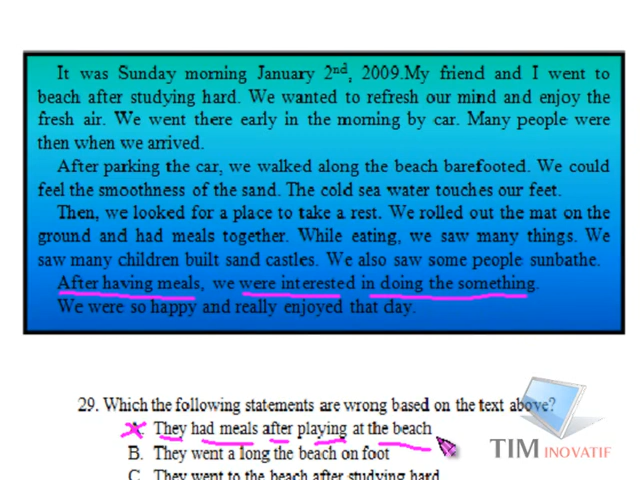 It was Sunday morning January 2nd, 2009.My friend and I went to
beach after studying hard. We wanted to refresh our mind and enjoy the
fresh air. We went there early in the morning by car. Many people were
then when we arrived.
After parking the car, we walked along the beach barefooted. We could
feel the smoothness of the sand. The cold sea water touches our feet.
Then, we looked for a place to take a rest. We rolled out the mat on the
ground and had meals together. While eating, we saw many things. We
saw many children built sand castles. We also saw some people sunbathe.
After having meals, we were interested in doing the something.
We were so happy and really enjoyed that day.
29. Which the following statements are wrong based on the text above?
A. They had meals after playing at the beach
B. They went a long the beach on foot
C. They went to the beach after studying hard
TIM INOVATIF